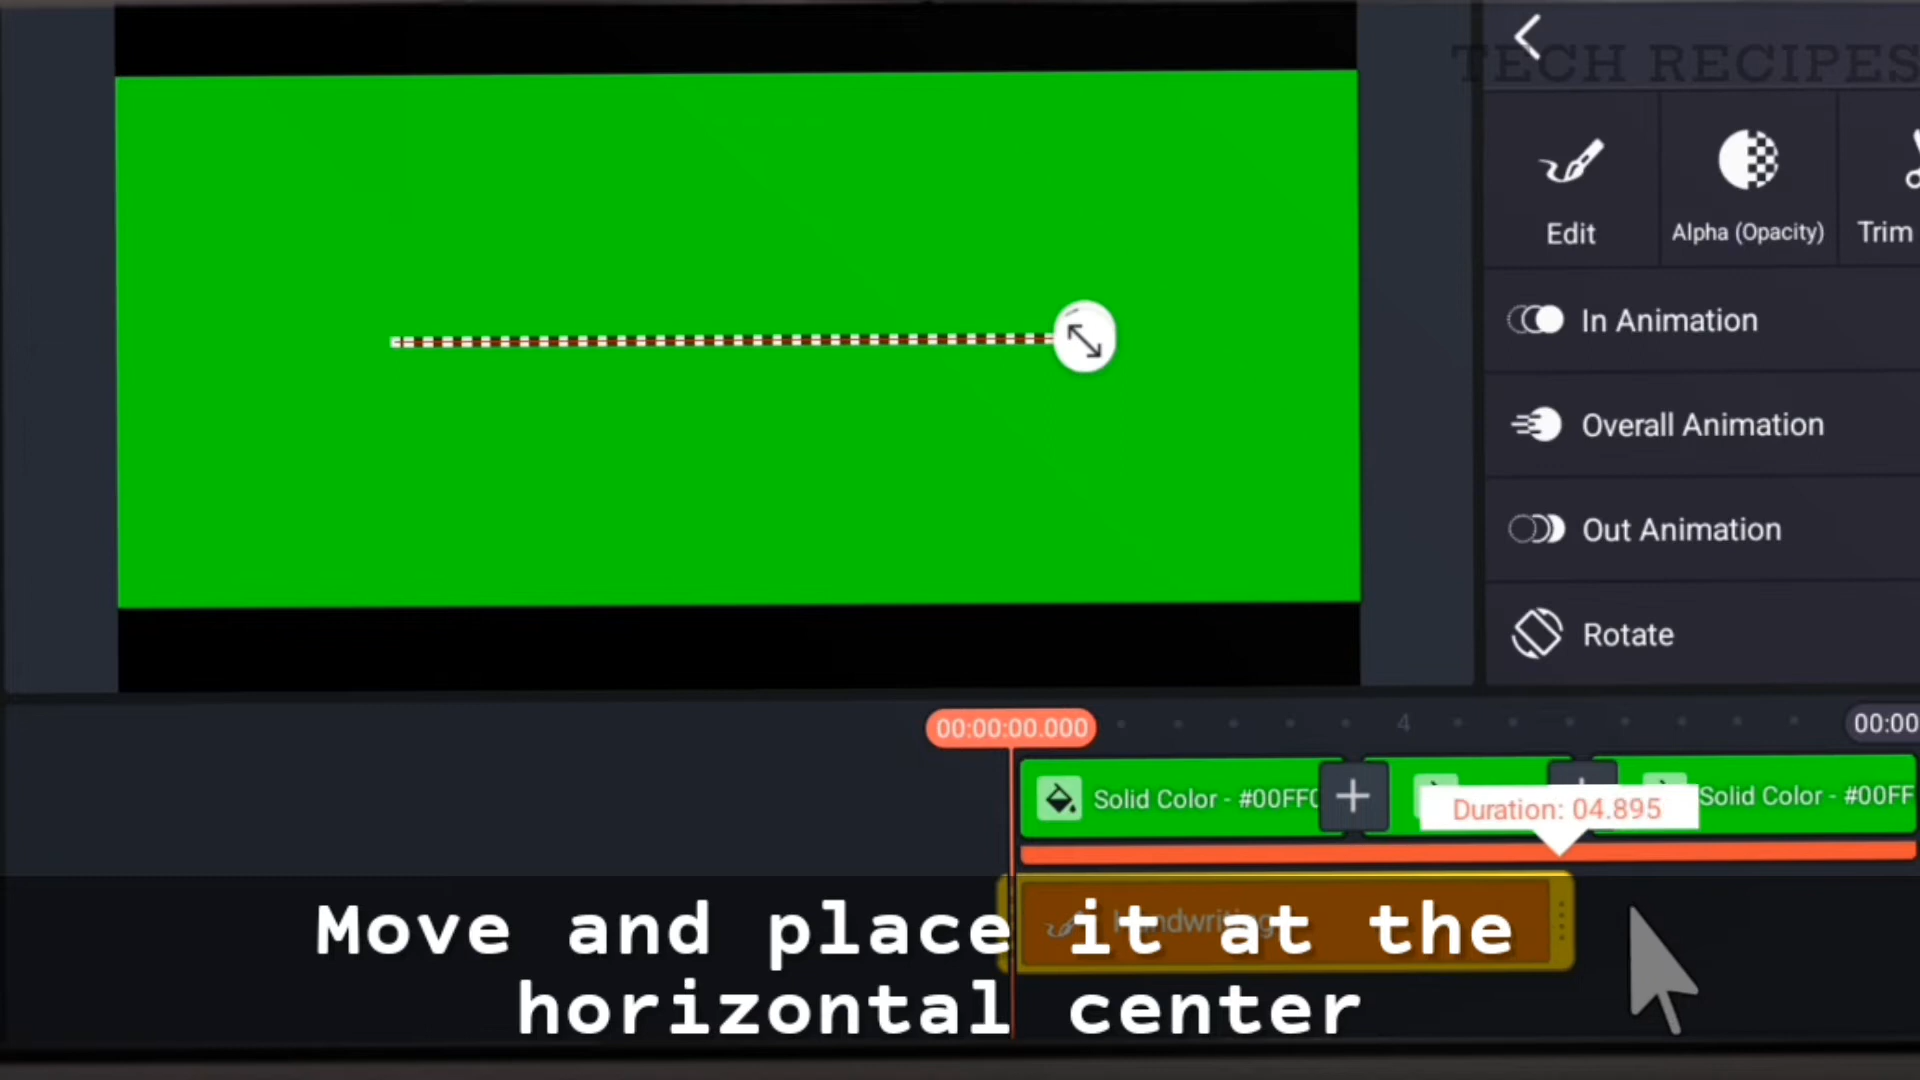 TECH RECIPES
Edit
Alpha (Opacity)
Trim
In Animation
Overall Animation
Out Animation
Rotate
00:00:00.000
4
00:00
Solid Color - #00FF
Duration: 04.895
Solid Color - #00FF
Handwriting
Move and place it at the
horizontal center